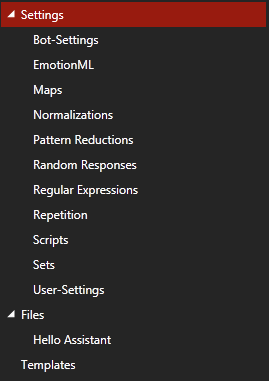 Settings
Bot-Settings
EmotionML
Maps
Normalizations
Pattern Reductions
Random Responses
Regular Expressions
Repetition
Scripts
Sets
User-Settings
Files
Hello Assistant
Templates